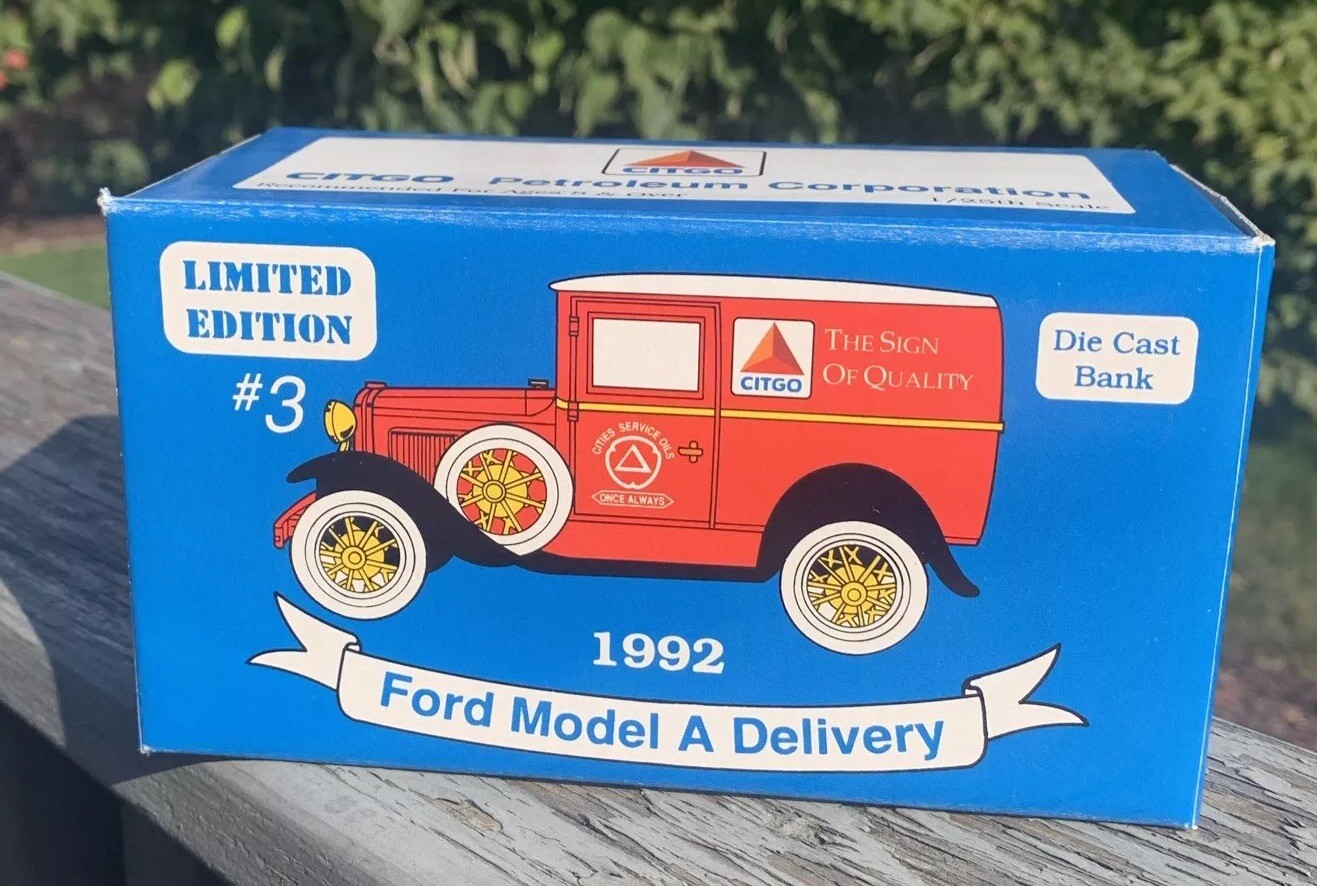 CITGO
CITGO Petroleum Corporation
Recommended For Ages 8 & Over
1/25th Scale
LIMITED
EDITION
#3
Die Cast
Bank
CITGO
THE SIGN
OF QUALITY
CITIES SERVICE OILS
ONCE ALWAYS
1992
Ford Model A Delivery